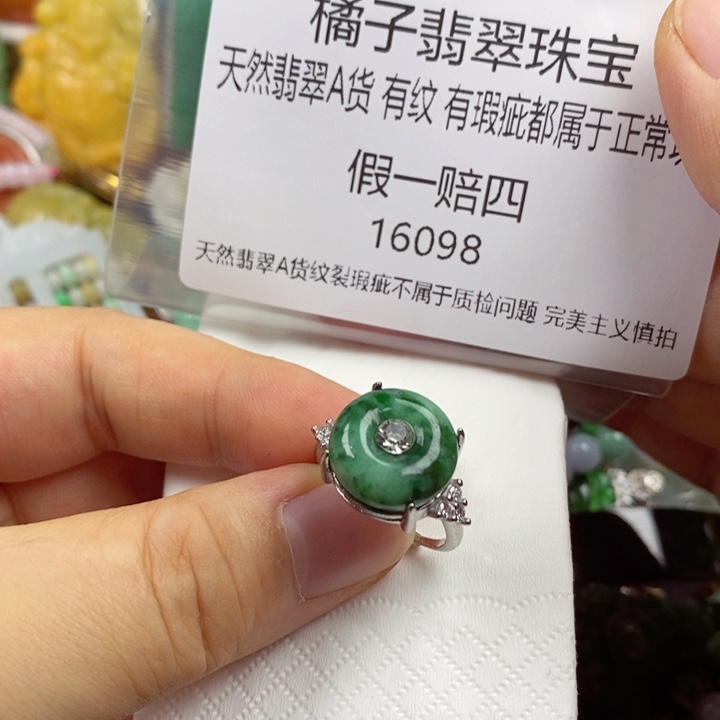 橘子翡翠珠宝
天然翡翠A货 有纹 有瑕疵都属于正常
假一赔四
16098
天然翡翠A货纹裂瑕疵不属于质检问题 完美主义慎拍